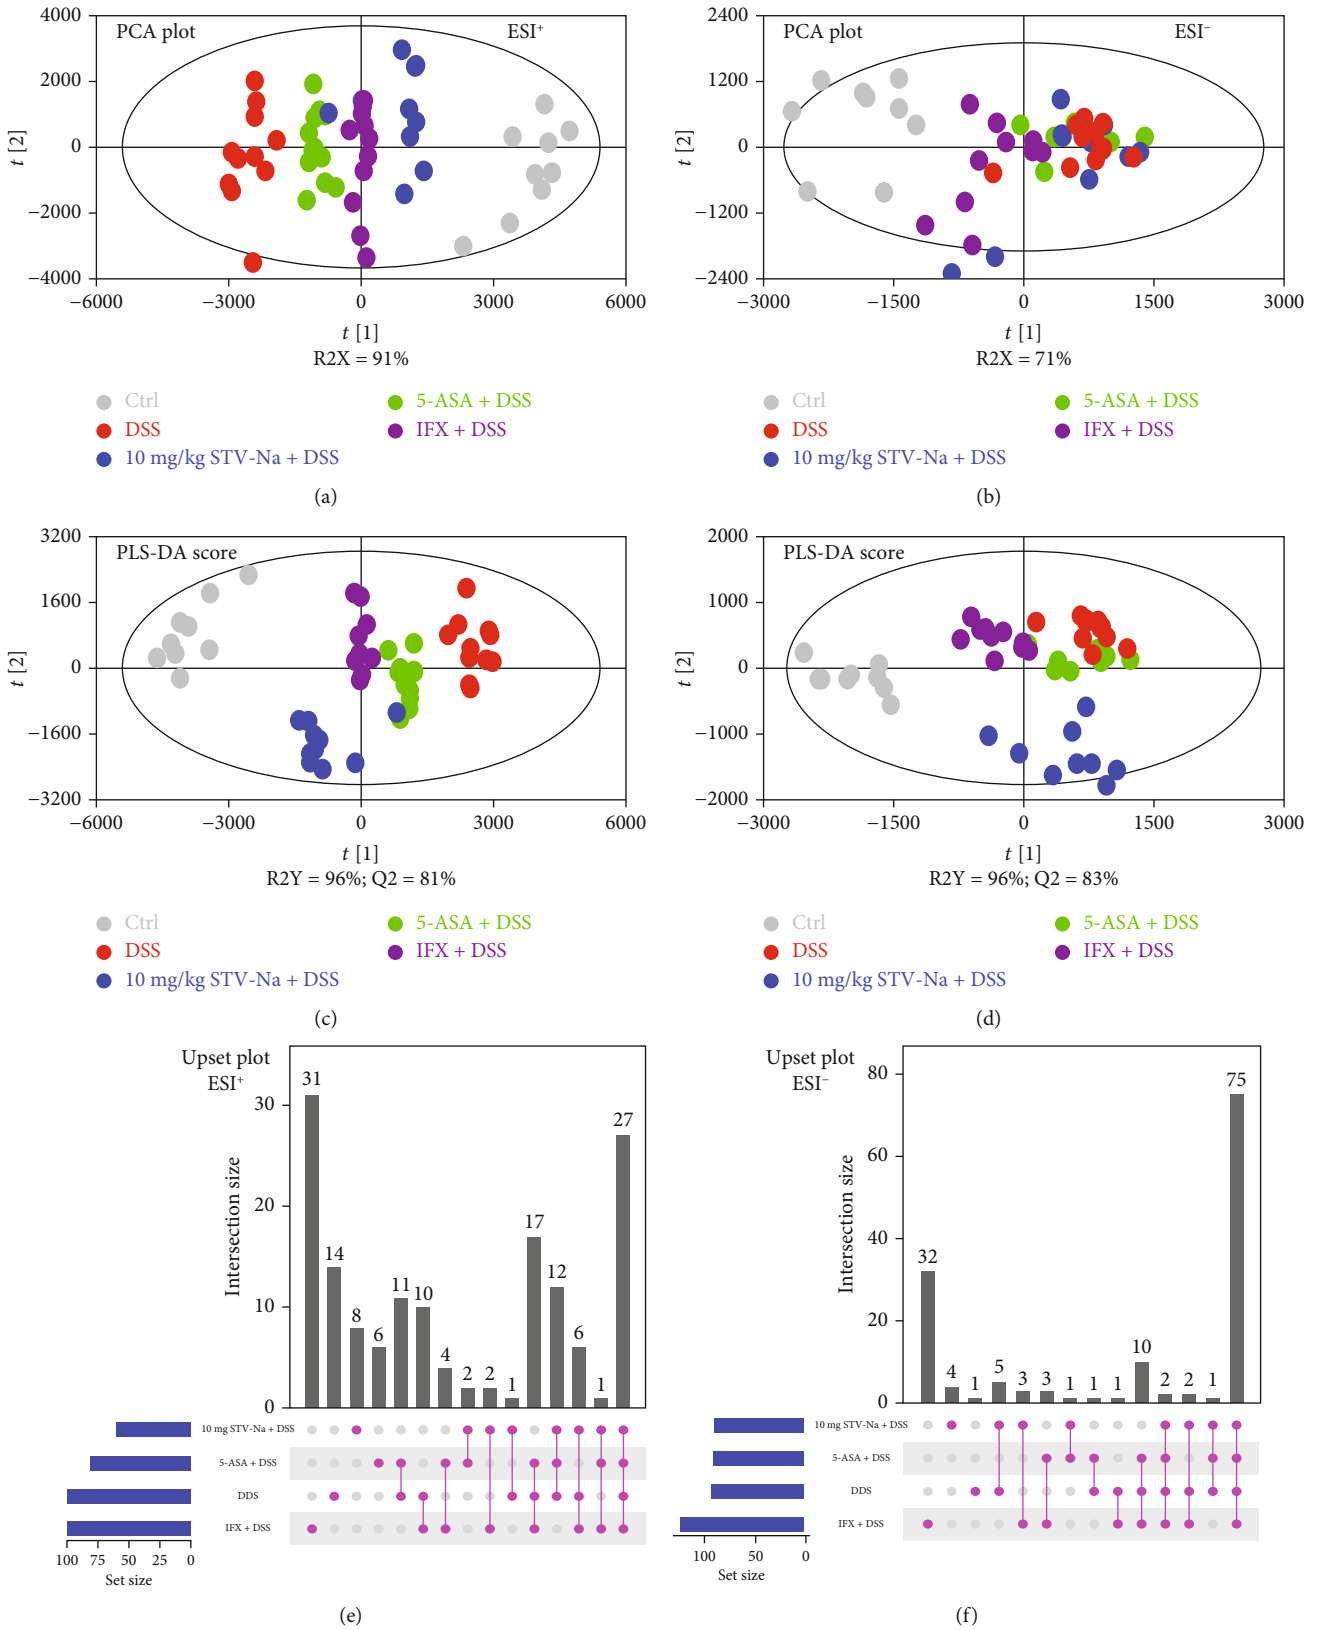 PCA plot
ESI+
4000
2000
0
−2000
−4000
t [2]
−6000 −3000 0 3000 6000
t [1]
R2X = 91%
Ctrl
DSS
10 mg/kg STV-Na + DSS
5-ASA + DSS
IFX + DSS
(a)
PCA plot
ESI−
2400
1200
0
−1200
−2400
t [2]
−3000 −1500 0 1500 3000
t [1]
R2X = 71%
Ctrl
DSS
10 mg/kg STV-Na + DSS
5-ASA + DSS
IFX + DSS
(b)
PLS-DA score
3200
1600
0
−1600
−3200
t [2]
−6000 −3000 0 3000 6000
t [1]
R2Y = 96%; Q2 = 81%
Ctrl
DSS
10 mg/kg STV-Na + DSS
5-ASA + DSS
IFX + DSS
(c)
PLS-DA score
2000
1000
0
−1000
−2000
t [2]
−3000 −1500 0 1500 3000
t [1]
R2Y = 96%; Q2 = 83%
Ctrl
DSS
10 mg/kg STV-Na + DSS
5-ASA + DSS
IFX + DSS
(d)
Upset plot
ESI+
30
20
10
0
Intersection size
31 14 8 6 11 10 4 2 2 1 17 12 6 1 27
10 mg STV-Na + DSS
5-ASA + DSS
DDS
IFX + DSS
100 75 50 25 0
Set size
(e)
Upset plot
ESI−
80
60
40
20
0
Intersection size
32 4 1 5 3 3 1 1 1 10 2 2 1 75
10 mg STV-Na + DSS
5-ASA + DSS
DDS
IFX + DSS
100 50 0
Set size
(f)